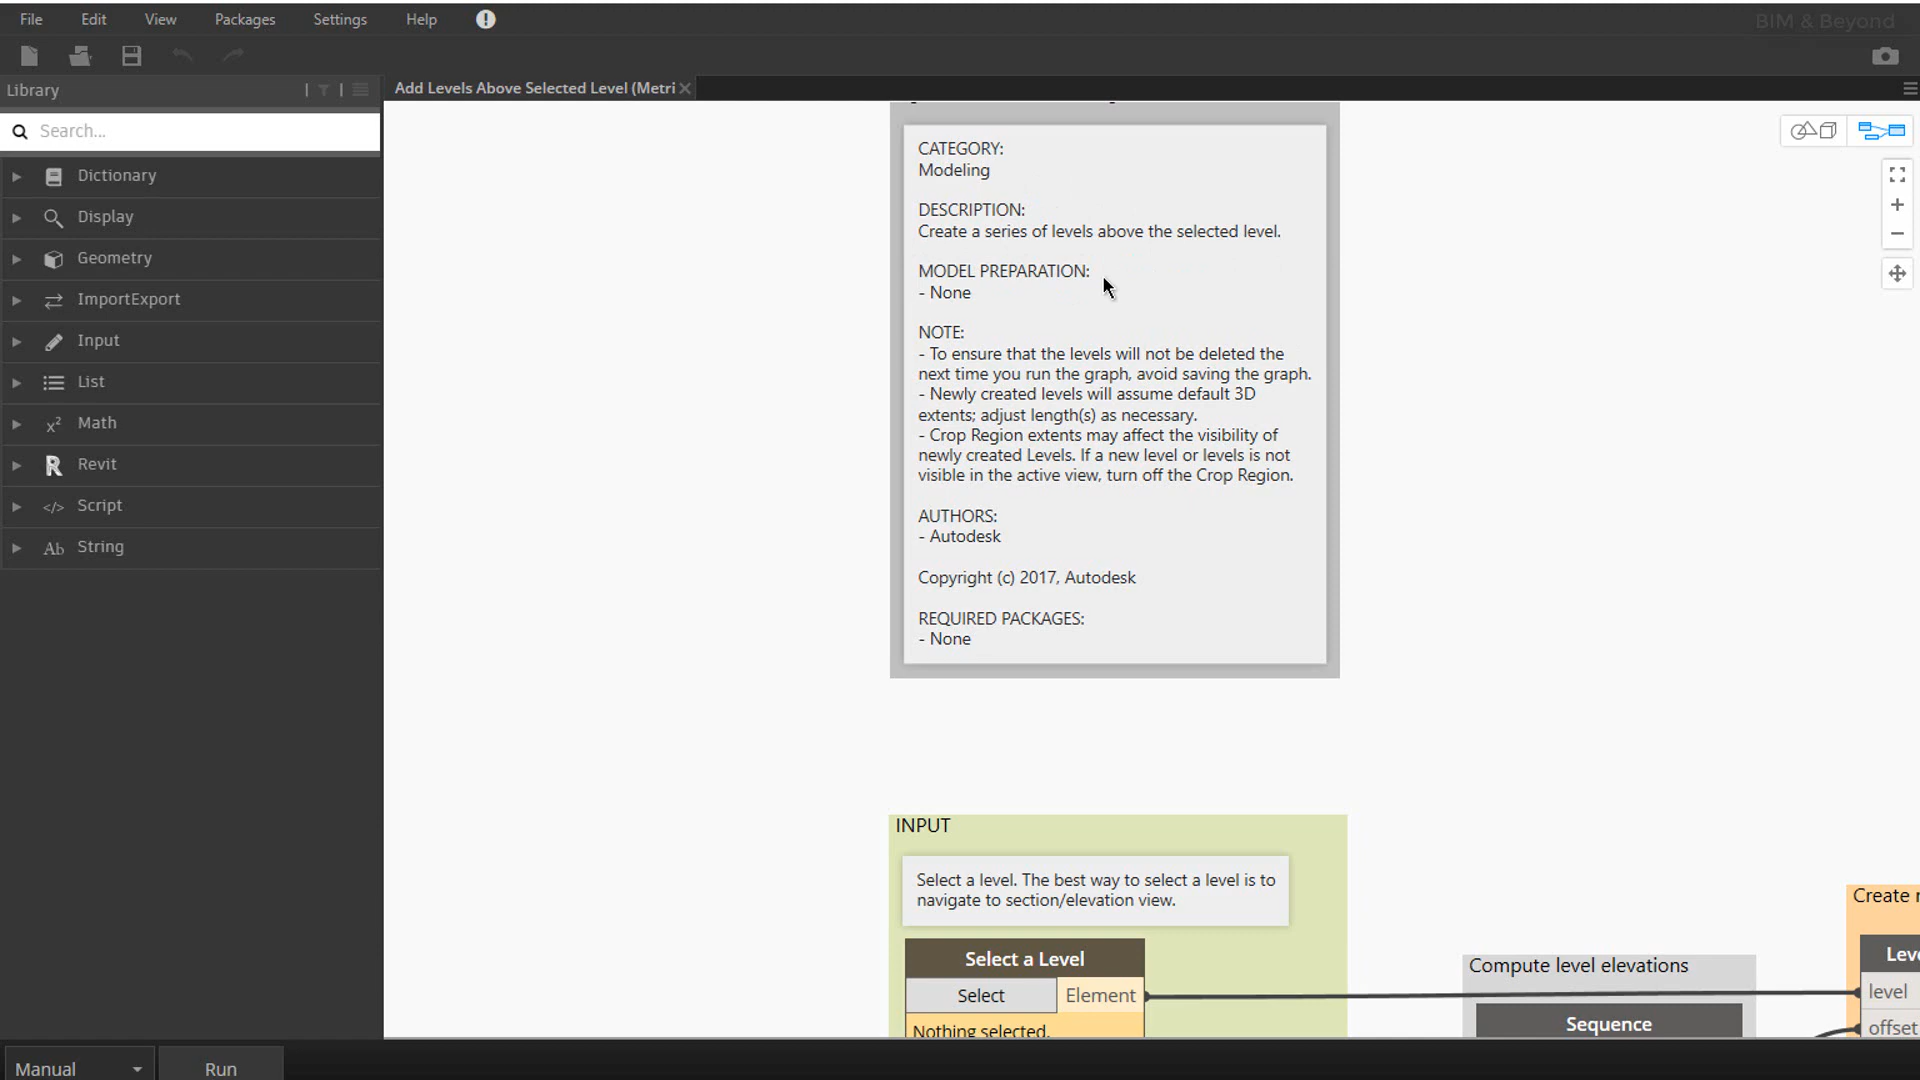 File Edit View Packages Settings Help
BIM & Beyond
Library
Add Levels Above Selected Level (Metri
Search...
Dictionary
Display
Geometry
ImportExport
Input
List
Math
Revit
Script
String
CATEGORY:
Modeling
DESCRIPTION:
Create a series of levels above the selected level.
MODEL PREPARATION:
- None
NOTE:
- To ensure that the levels will not be deleted the
next time you run the graph, avoid saving the graph.
- Newly created levels will assume default 3D
extents; adjust length(s) as necessary.
- Crop Region extents may affect the visibility of
newly created Levels. If a new level or levels is not
visible in the active view, turn off the Crop Region.
AUTHORS:
- Autodesk
Copyright (c) 2017, Autodesk
REQUIRED PACKAGES:
- None
INPUT
Select a level. The best way to select a level is to
navigate to section/elevation view.
Select a Level
Select Element
Nothing selected.
Compute level elevations
Sequence
Create
level
offset
Manual Run